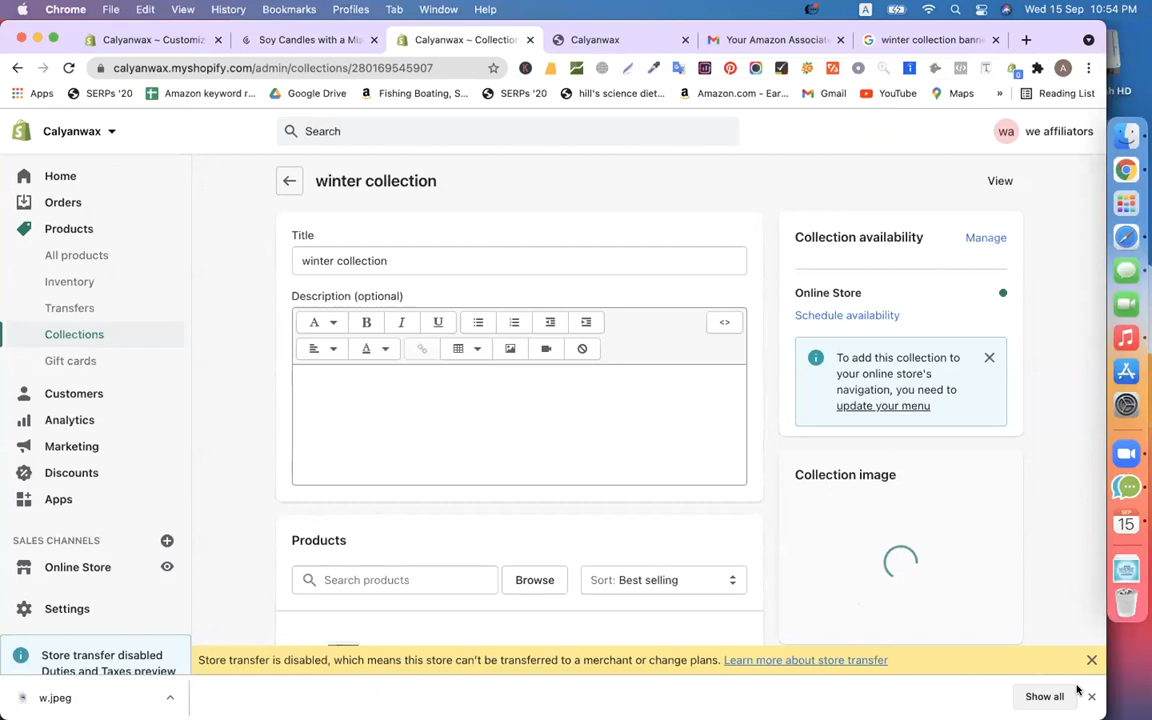 Chrome File Edit View History Bookmarks Profiles Tab Window Help A Wed 15 Sep 10:54 PM
Calyanwax ~ Customiz Soy Candles with a Mis Calyanwax ~ Collection Calyanwax Your Amazon Associat winter collection bann
calyanwax.myshopify.com/admin/collections/280169545907
Apps SERPs '20 Amazon keyword r... Google Drive Fishing Boating, S... SERPs '20 hill's science diet... Amazon.com - Ear... Gmail YouTube Maps » Reading List
Calyanwax Search wa we affiliators
Home
Orders
Products
All products
Inventory
Transfers
Collections
Gift cards
Customers
Analytics
Marketing
Discounts
Apps
SALES CHANNELS
Online Store
Settings
Store transfer disabled
Duties and Taxes preview
winter collection View
Title
winter collection
Description (optional)
A B I U <>
A
Products
Search products Browse Sort: Best selling
Collection availability Manage
Online Store
Schedule availability
To add this collection to
your online store's
navigation, you need to
update your menu
Collection image
Store transfer is disabled, which means this store can't be transferred to a merchant or change plans. Learn more about store transfer
w.jpeg Show all
SEP
15